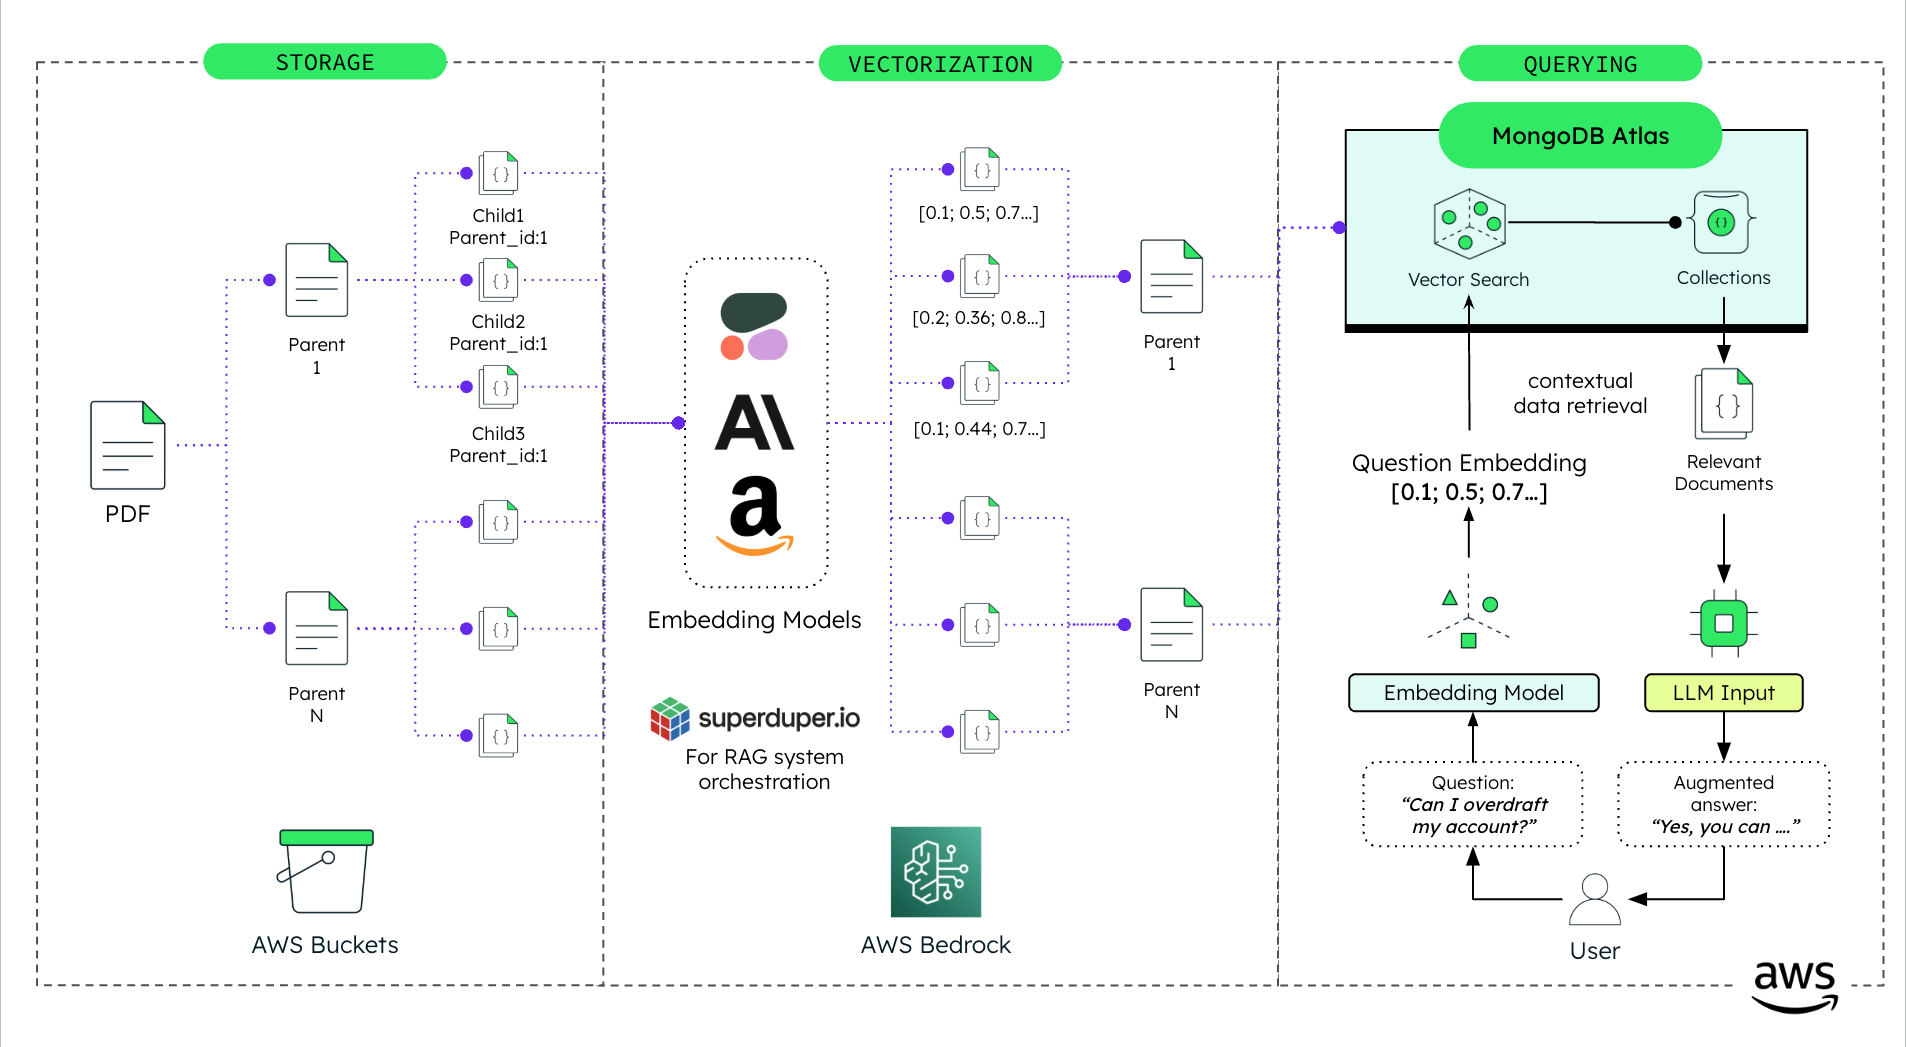 STORAGE
VECTORIZATION
QUERYING
PDF
Parent
1
Parent
N
{ }
Child1
Parent_id:1
{ }
Child2
Parent_id:1
{ }
Child3
Parent_id:1
{ }
{ }
{ }
AWS Buckets
a
Embedding Models
superduper.io
For RAG system
orchestration
{ }
[0.1; 0.5; 0.7...]
{ }
[0.2; 0.36; 0.8...]
{ }
[0.1; 0.44; 0.7...]
{ }
{ }
{ }
Parent
1
Parent
N
AWS Bedrock
MongoDB Atlas
Vector Search
{ }
Collections
contextual
data retrieval
{ }
Relevant
Documents
Question Embedding
[0.1; 0.5; 0.7...]
Embedding Model
LLM Input
Question:
“Can I overdraft
my account?”
Augmented
answer:
“Yes, you can ....”
User
aws